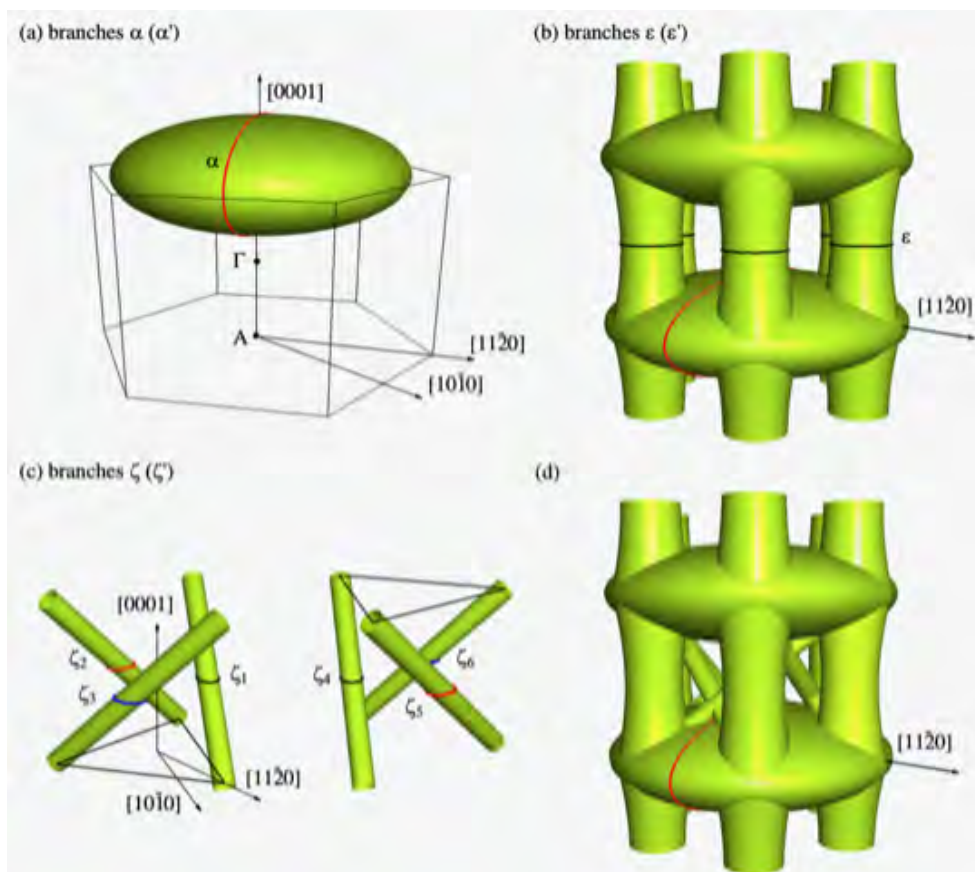 (a) branches α (α')
[0001]
α
Γ
A
[112̄0]
[101̄0]
(b) branches ε (ε')
ε
[112̄0]
(c) branches ζ (ζ')
[0001]
ζ2
ζ3
ζ1
[112̄0]
[101̄0]
ζ4
ζ6
ζ5
(d)
[112̄0]